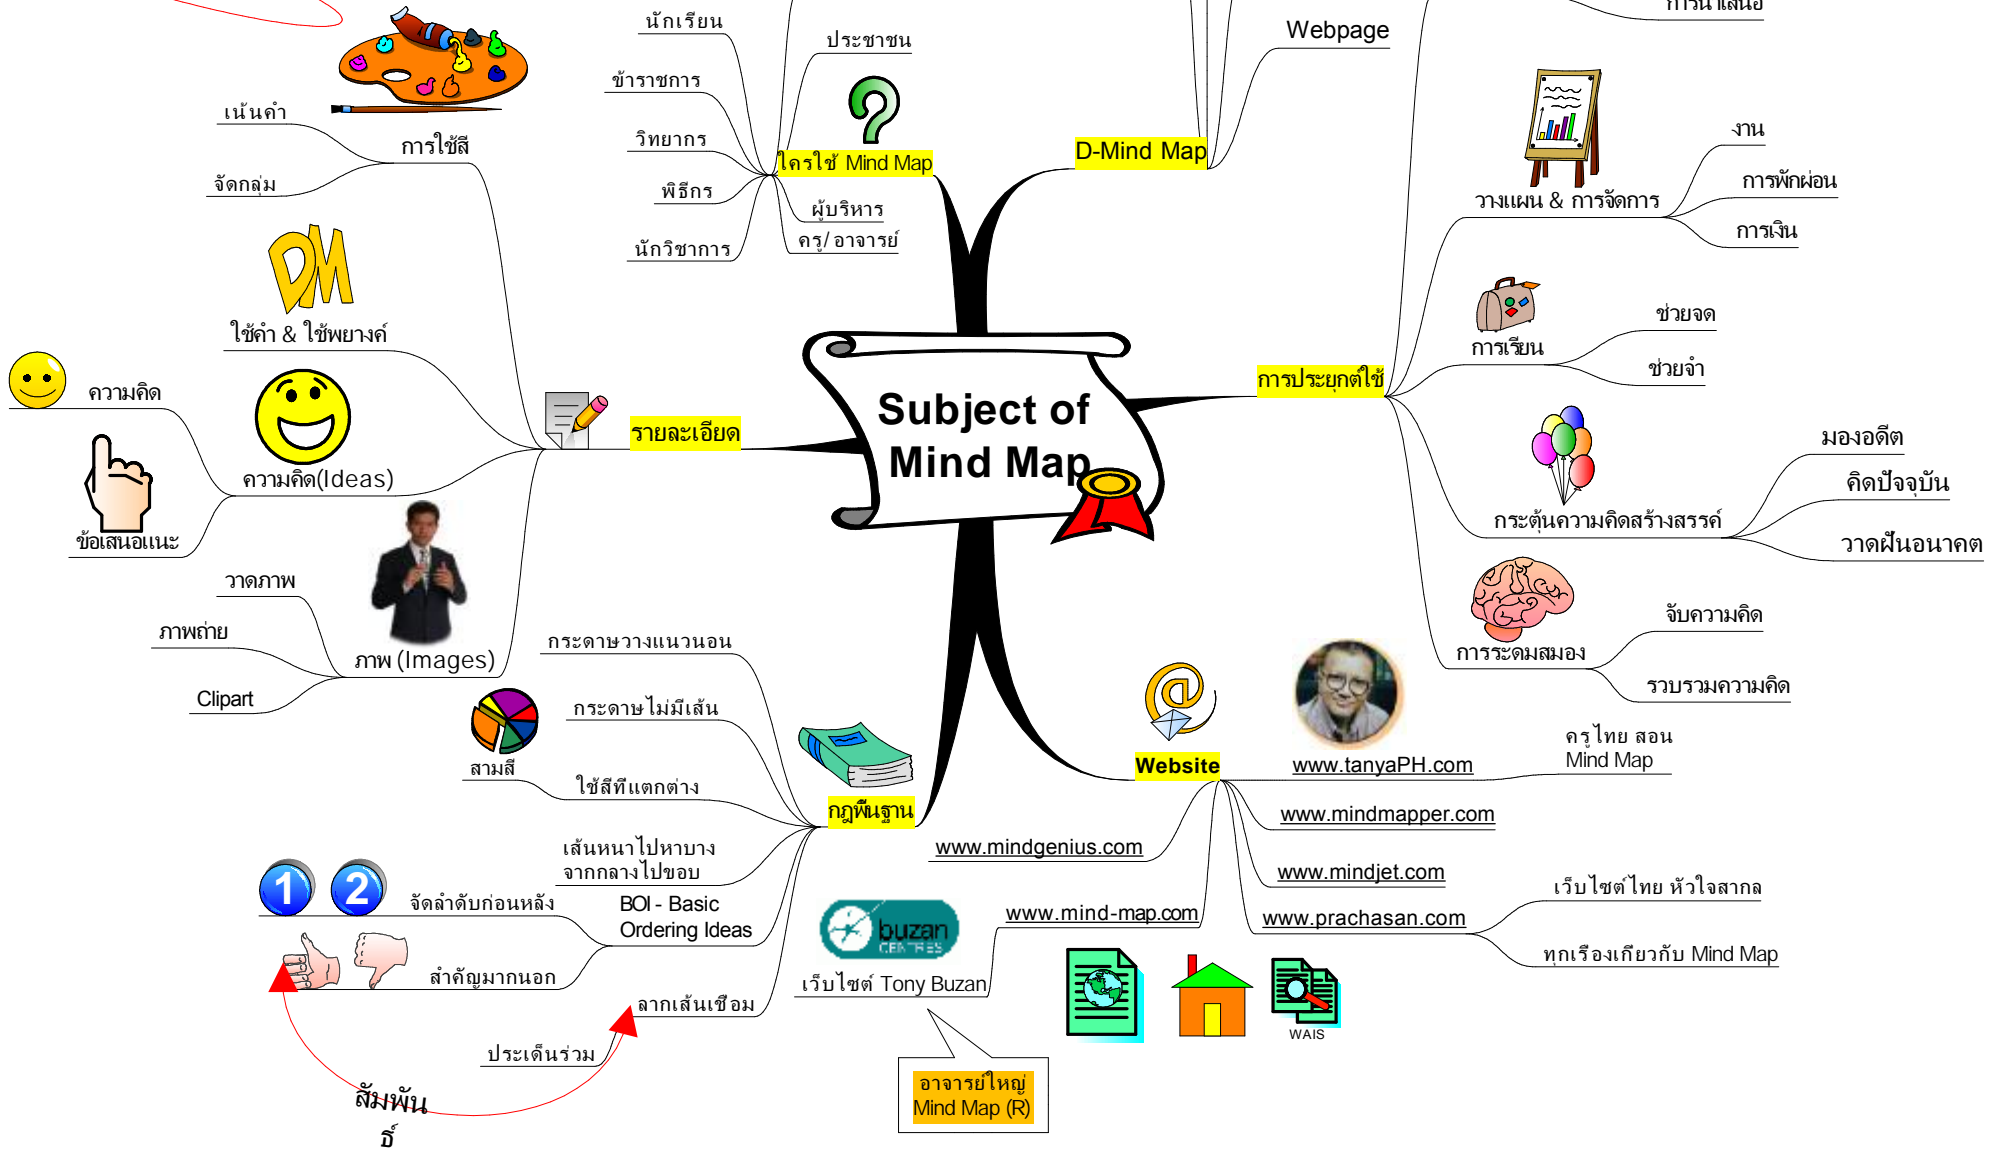 นักเรียน
ข้าราชการ
วิทยากร
พิธีกร
นักวิชาการ
ประชาชน
ใครใช้ Mind Map
ผู้บริหาร
ครู/อาจารย์
Webpage
D-Mind Map
การนำเสนอ
งาน
การพักผ่อน
การเงิน
วางแผน & การจัดการ
ช่วยจด
ช่วยจำ
การเรียน
การประยุกต์ใช้
มองอดีต
คิดปัจจุบัน
วาดฝันอนาคต
กระตุ้นความคิดสร้างสรรค์
จับความคิด
รวบรวมความคิด
การระดมสมอง
Subject of
Mind Map
เน้นคำ
จัดกลุ่ม
การใช้สี
DM
ใช้คำ & ใช้พยางค์
ความคิด
ข้อเสนอแนะ
ความคิด(Ideas)
รายละเอียด
วาดภาพ
ภาพถ่าย
Clipart
ภาพ (Images)
กระดาษวางแนวนอน
กระดาษไม่มีเส้น
สามสี
ใช้สีที่แตกต่าง
กฎพื้นฐาน
เส้นหนาไปหาบาง
จากกลางไปขอบ
1 2
จัดลำดับก่อนหลัง
สำคัญมากนอก
BOI - Basic
Ordering Ideas
ลากเส้นเชื่อม
ประเด็นร่วม
สัมพัน
ธ์
Website
www.tanyaPH.com
ครูไทย สอน
Mind Map
www.mindmapper.com
www.mindgenius.com
www.mindjet.com
www.mind-map.com
www.prachasan.com
เว็บไซต์ไทย หัวใจสากล
ทุกเรื่องเกี่ยวกับ Mind Map
buzan
CENTRES
เว็บไซต์ Tony Buzan
WAIS
อาจารย์ใหญ่
Mind Map (R)